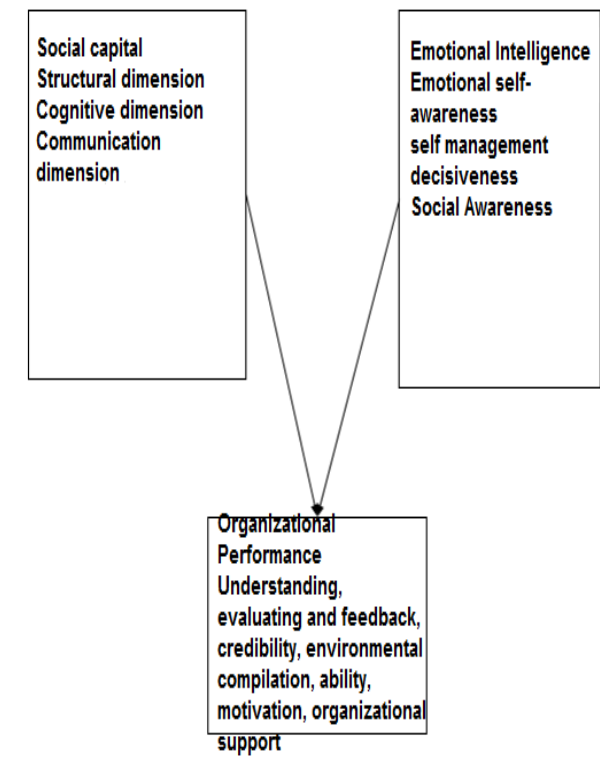 Social capital
Structural dimension
Cognitive dimension
Communication
dimension
Emotional Intelligence
Emotional self-
awareness
self management
decisiveness
Social Awareness
Organizational
Performance
Understanding,
evaluating and feedback,
credibility, environmental
compilation, ability,
motivation, organizational
support